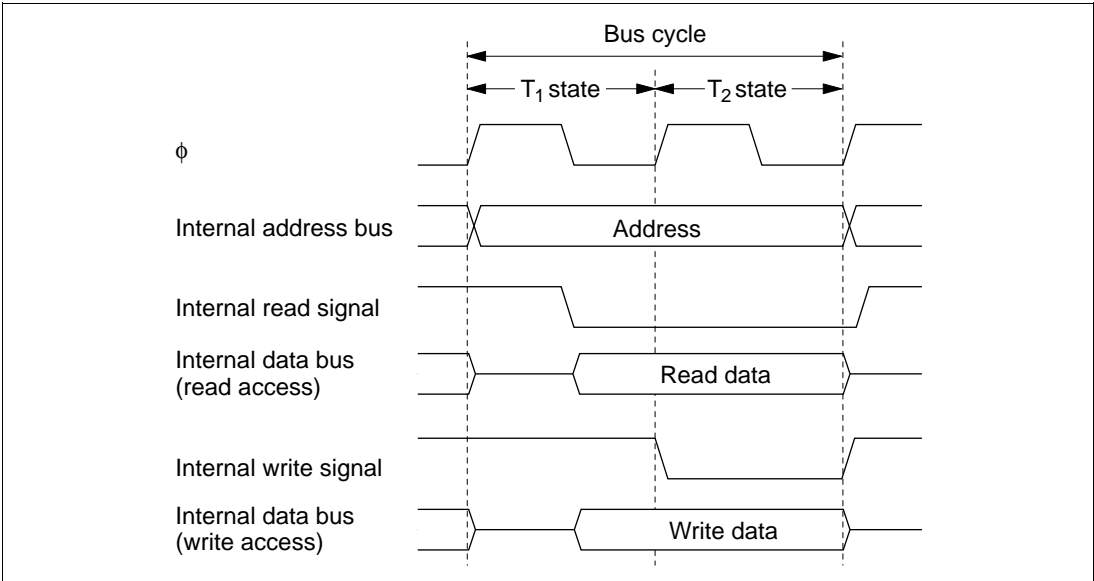 Bus cycle
T1 state
T2 state
ϕ
Internal address bus
Address
Internal read signal
Internal data bus
(read access)
Read data
Internal write signal
Internal data bus
(write access)
Write data